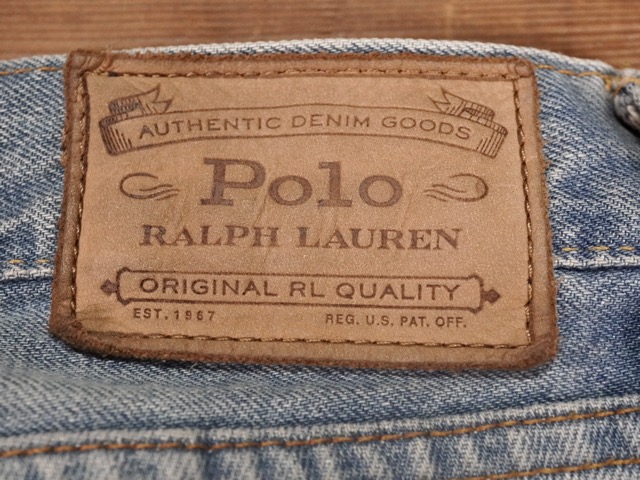 AUTHENTIC DENIM GOODS
Polo
RALPH LAUREN
ORIGINAL RL QUALITY
EST. 1967 REG. U.S. PAT. OFF.